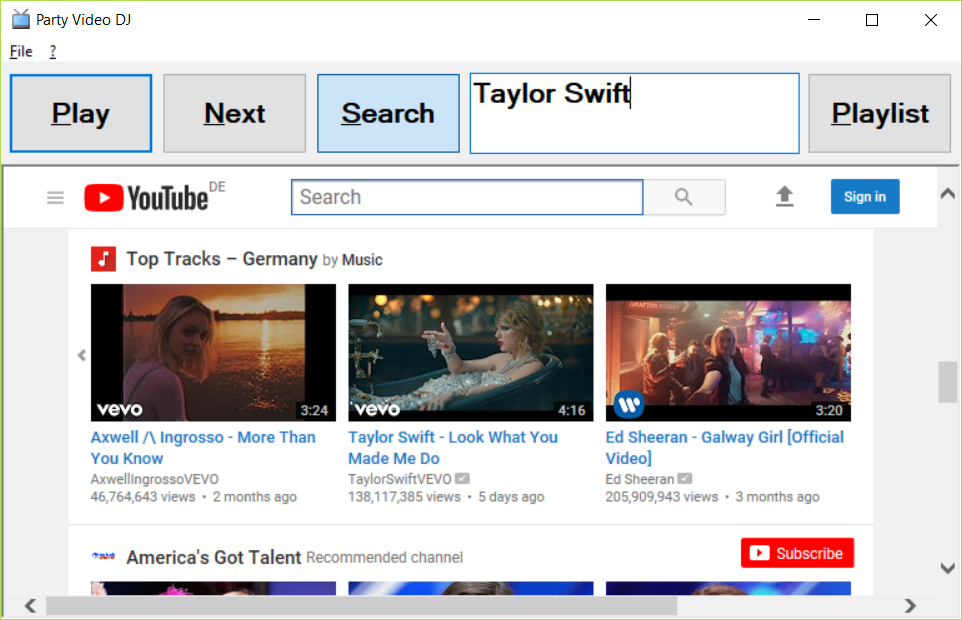 Party Video DJ
File ?
Play Next Search Taylor Swift Playlist
YouTube DE Search Sign in
Top Tracks – Germany by Music
GRAFTON STREET
vevo 3:24 vevo 4:16 W 3:20
Axwell /\ Ingrosso - More Than You Know
Taylor Swift - Look What You Made Me Do
Ed Sheeran - Galway Girl [Official Video]
AxwellIngrossoVEVO TaylorSwiftVEVO Ed Sheeran
46,764,643 views • 2 months ago 138,117,385 views • 5 days ago 205,909,943 views • 3 months ago
America's Got Talent Recommended channel Subscribe